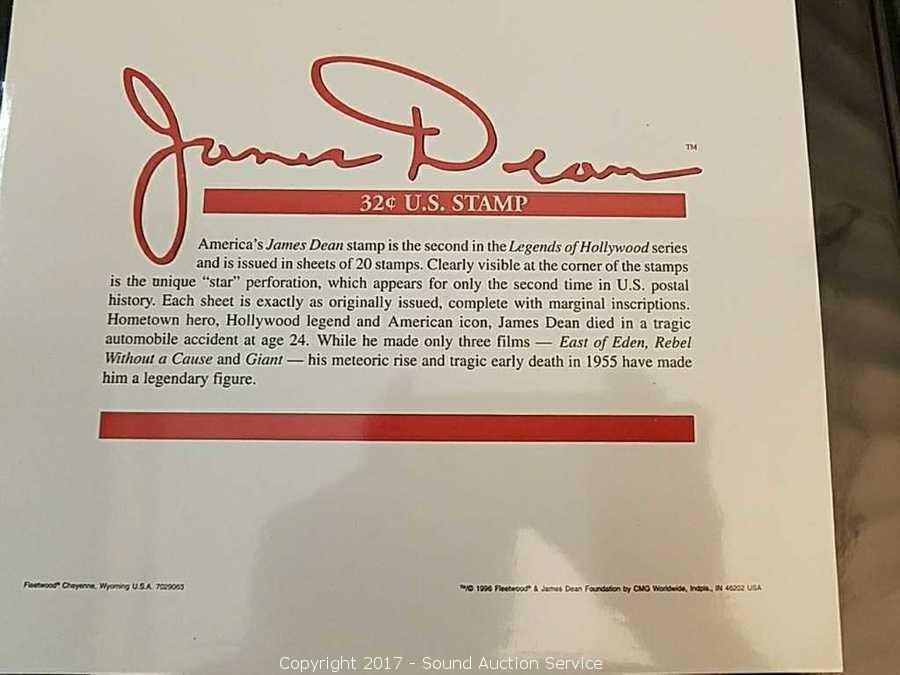 James Dean ™
32¢ U.S. STAMP
America's James Dean stamp is the second in the Legends of Hollywood series
and is issued in sheets of 20 stamps. Clearly visible at the corner of the stamps
is the unique “star” perforation, which appears for only the second time in U.S. postal
history. Each sheet is exactly as originally issued, complete with marginal inscriptions.
Hometown hero, Hollywood legend and American icon, James Dean died in a tragic
automobile accident at age 24. While he made only three films — East of Eden, Rebel
Without a Cause and Giant — his meteoric rise and tragic early death in 1955 have made
him a legendary figure.
Fleetwood® Cheyenne, Wyoming U.S.A. 7029063
™/© 1996 Fleetwood® & James Dean Foundation by CMG Worldwide, Indpls., IN 46202 USA
Copyright 2017 - Sound Auction Service